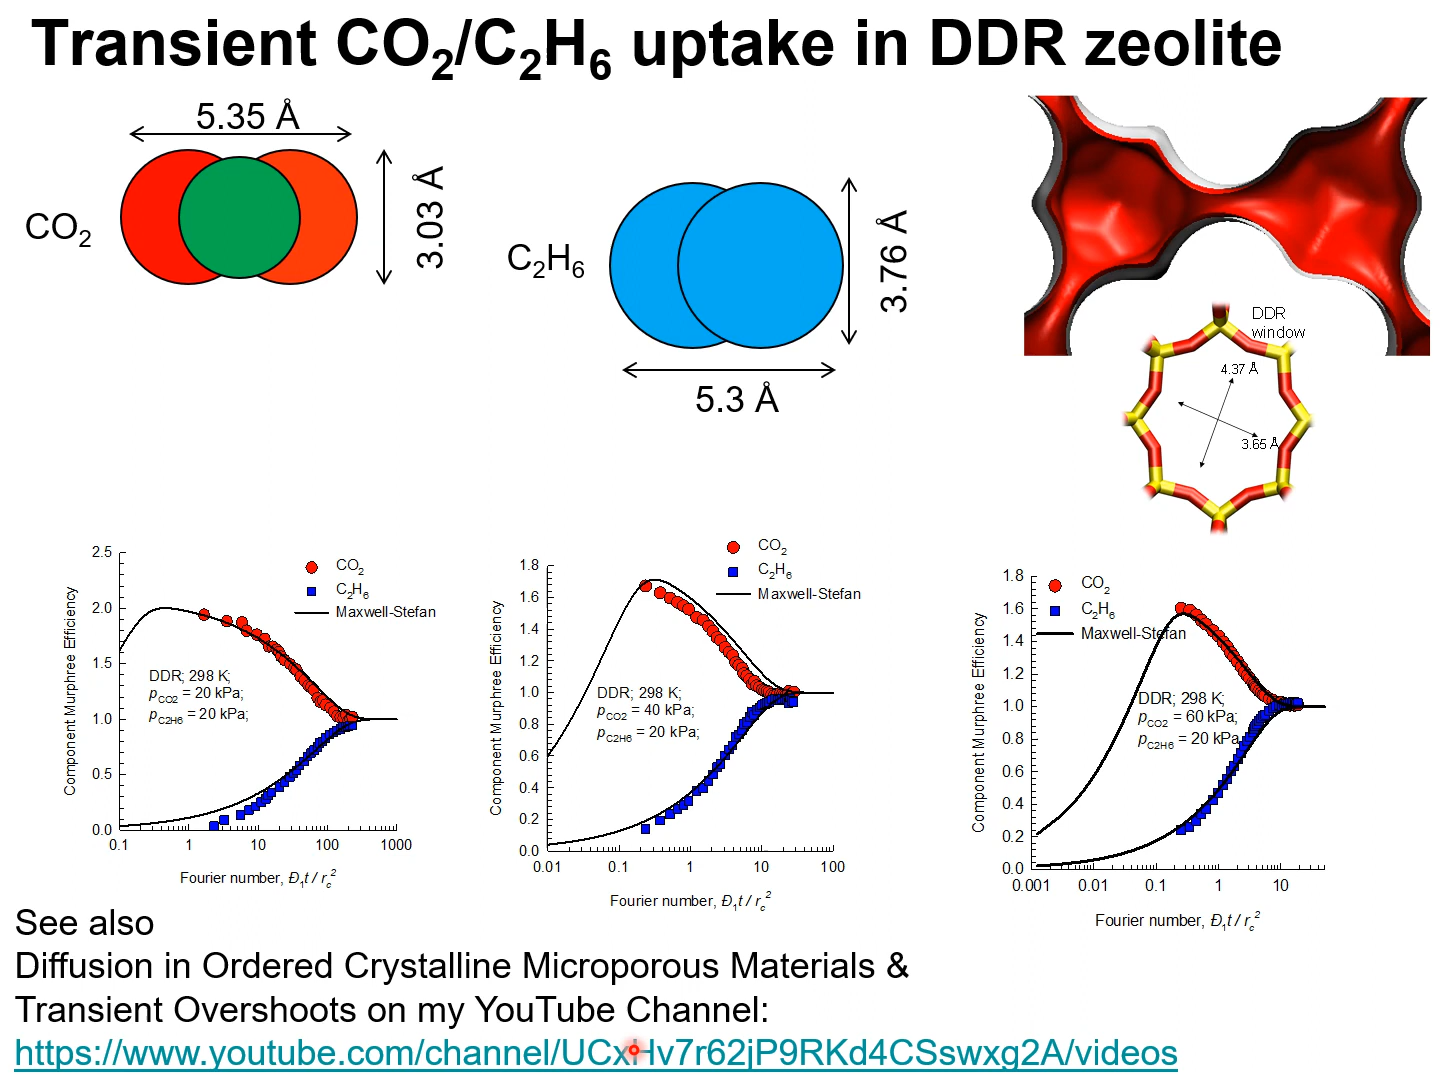 Transient CO2/C2H6 uptake in DDR zeolite
5.35 Å
3.03 Å
CO2
C2H6
3.76 Å
5.3 Å
DDR
window
4.37 Å
3.65 Å
2.5
2.0
1.5
1.0
0.5
0.0
Component Murphree Efficiency
CO2
C2H6
Maxwell-Stefan
DDR; 298 K;
pCO2 = 20 kPa;
pC2H6 = 20 kPa;
0.1 1 10 100 1000
Fourier number, Đ1t / rc2
1.8
1.6
1.4
1.2
1.0
0.8
0.6
0.4
0.2
0.0
Component Murphree Efficiency
CO2
C2H6
Maxwell-Stefan
DDR; 298 K;
pCO2 = 40 kPa;
pC2H6 = 20 kPa;
0.01 0.1 1 10 100
Fourier number, Đ1t / rc2
1.8
1.6
1.4
1.2
1.0
0.8
0.6
0.4
0.2
0.0
Component Murphree Efficiency
CO2
C2H6
Maxwell-Stefan
DDR; 298 K;
pCO2 = 60 kPa;
pC2H6 = 20 kPa
0.001 0.01 0.1 1 10
Fourier number, Đ1t / rc2
See also
Diffusion in Ordered Crystalline Microporous Materials &
Transient Overshoots on my YouTube Channel:
https://www.youtube.com/channel/UCxHv7r62jP9RKd4CSswxg2A/videos